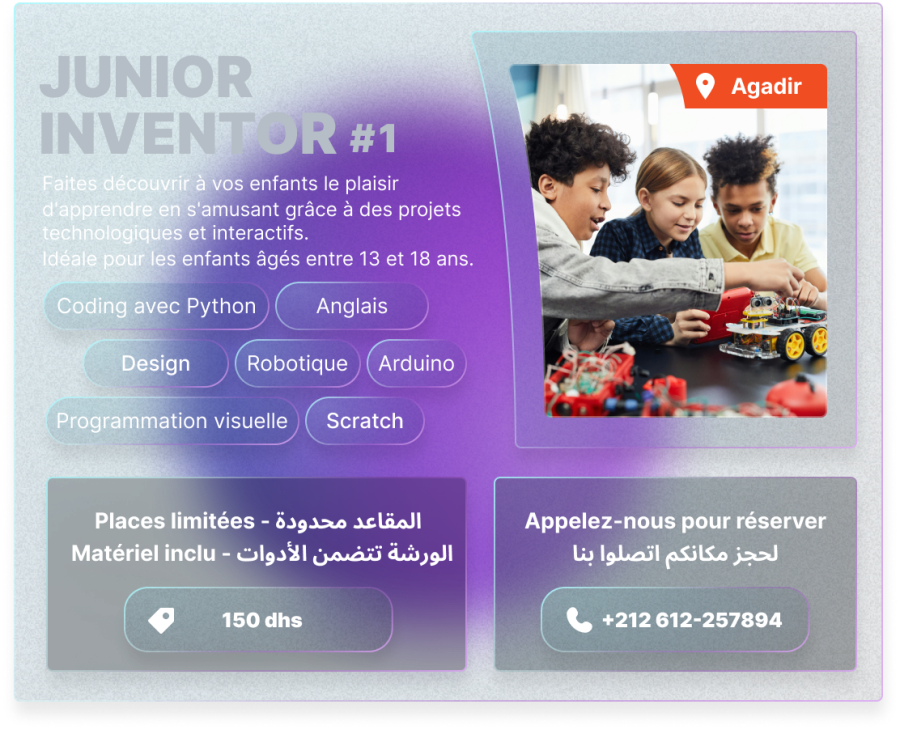 JUNIOR
INVENTOR #1
Agadir
Faites découvrir à vos enfants le plaisir
d'apprendre en s'amusant grâce à des projets
technologiques et interactifs.
Idéale pour les enfants âgés entre 13 et 18 ans.
Coding avec Python
Anglais
Design
Robotique
Arduino
Programmation visuelle
Scratch
Places limitées - المقاعد محدودة
Matériel inclu - الورشة تتضمن الأدوات
150 dhs
Appelez-nous pour réserver
لحجز مكانكم اتصلوا بنا
+212 612-257894